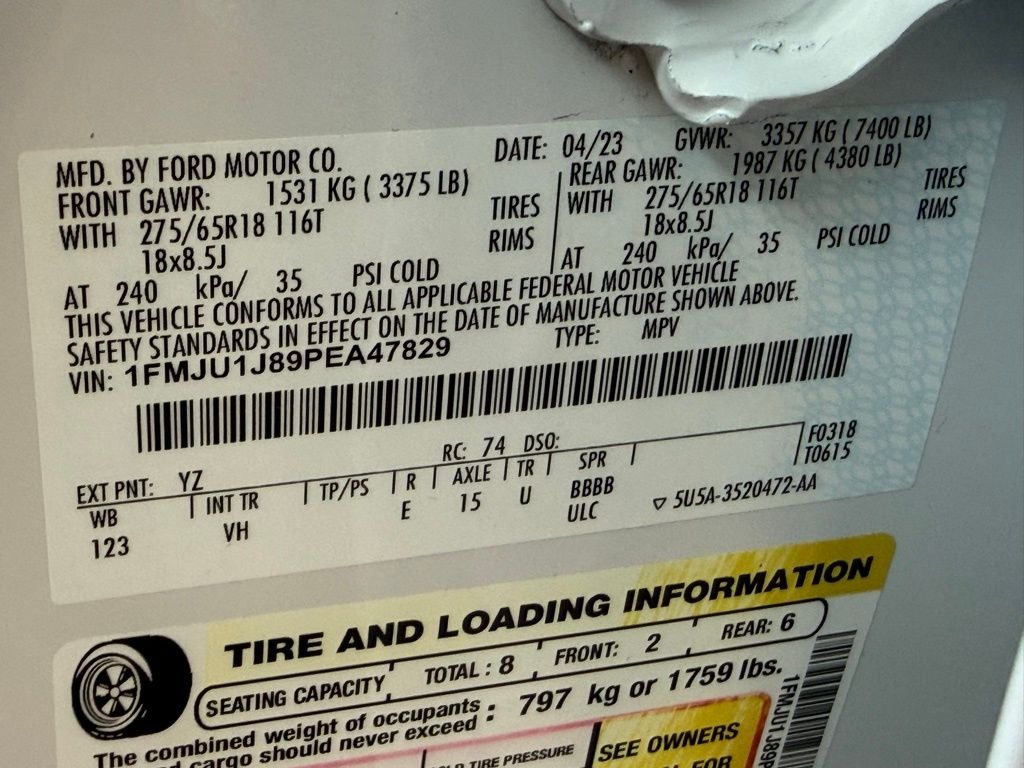 MFD. BY FORD MOTOR CO.
DATE: 04/23
GVWR: 3357 KG ( 7400 LB)
FRONT GAWR: 1531 KG ( 3375 LB)
WITH 275/65R18 116T TIRES
18x8.5J RIMS
AT 240 kPa/ 35 PSI COLD
REAR GAWR: 1987 KG ( 4380 LB)
WITH 275/65R18 116T TIRES
18x8.5J RIMS
AT 240 kPa/ 35 PSI COLD
THIS VEHICLE CONFORMS TO ALL APPLICABLE FEDERAL MOTOR VEHICLE
SAFETY STANDARDS IN EFFECT ON THE DATE OF MANUFACTURE SHOWN ABOVE.
VIN: 1FMJU1J89PEA47829
TYPE: MPV
EXT PNT: YZ
RC: 74 DSO:
F0318
T0615
WB INT TR TP/PS R AXLE TR SPR
123 VH E 15 U BBBB
ULC
5U5A-3520472-AA
TIRE AND LOADING INFORMATION
SEATING CAPACITY TOTAL : 8 FRONT: 2 REAR: 6
The combined weight of occupants
cargo should never exceed : 797 kg or 1759 lbs.
TIRE PRESSURE
SEE OWNERS
FOR
1FMJU1J89P